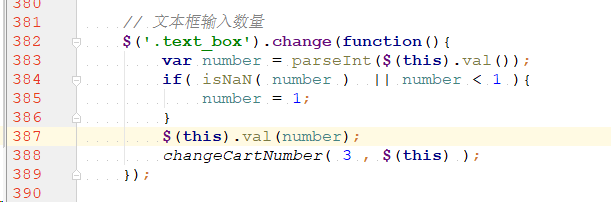 380
381 // 文本框输入数量
382 $('.text_box').change(function(){
383 var number = parseInt($(this).val());
384 if( isNaN( number ) || number < 1 ){
385 number = 1;
386 }
387 $(this).val(number);
388 changeCartNumber( 3 , $(this) );
389 });
390